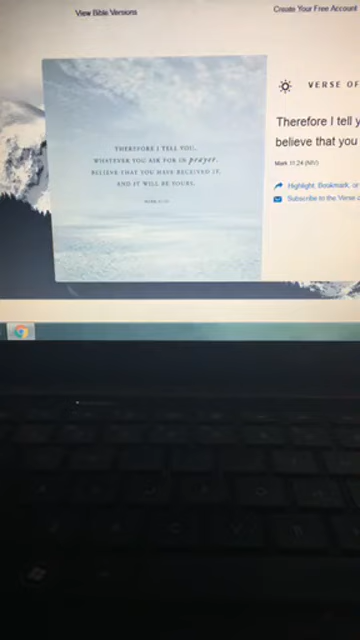 View Bible Versions
Create Your Free Account
THEREFORE I TELL YOU,
WHATEVER YOU ASK FOR IN prayer,
BELIEVE THAT YOU HAVE RECEIVED IT,
AND IT WILL BE YOURS.
VERSE OF
Therefore I tell y
believe that you
Mark 11:24 (NIV)
Highlight, Bookmark, or
Subscribe to the Verse o